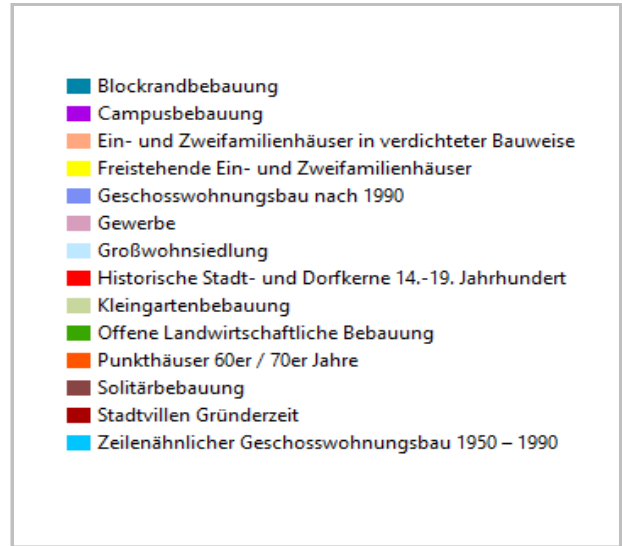 Blockrandbebauung
Campusbebauung
Ein- und Zweifamilienhäuser in verdichteter Bauweise
Freistehende Ein- und Zweifamilienhäuser
Geschosswohnungsbau nach 1990
Gewerbe
Großwohnsiedlung
Historische Stadt- und Dorfkerne 14.-19. Jahrhundert
Kleingartenbebauung
Offene Landwirtschaftliche Bebauung
Punkthäuser 60er / 70er Jahre
Solitärbebauung
Stadtvillen Gründerzeit
Zeilenähnlicher Geschosswohnungsbau 1950 – 1990